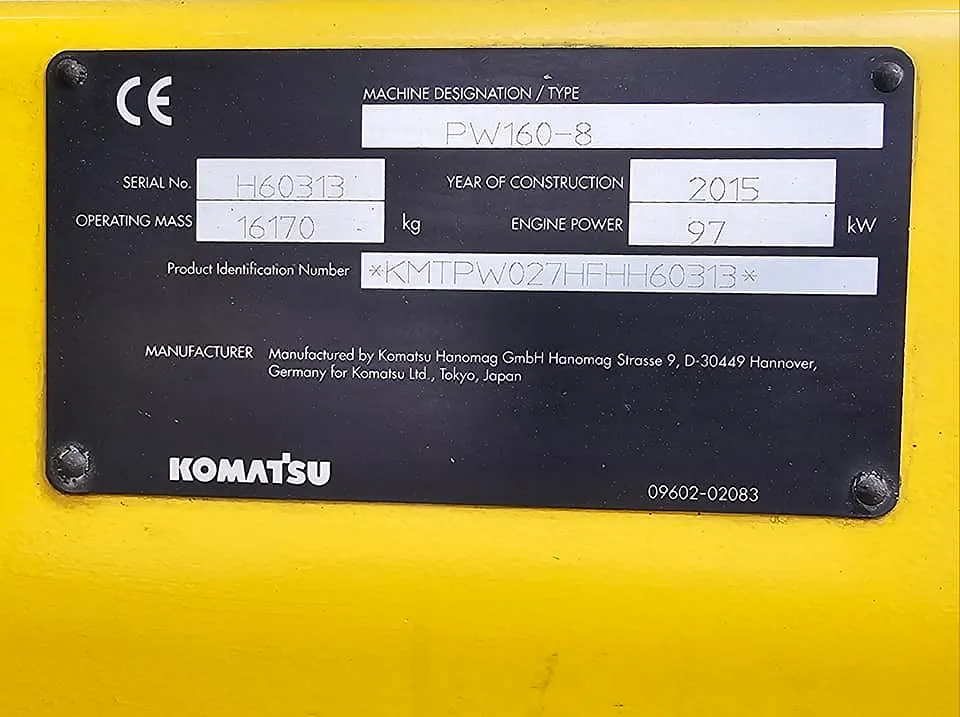 CE
MACHINE DESIGNATION / TYPE
PW160-8
SERIAL No. H60313 YEAR OF CONSTRUCTION 2015
OPERATING MASS 16170 kg ENGINE POWER 97 kW
Product Identification Number *KMTPW027HFHH60313*
MANUFACTURER Manufactured by Komatsu Hanomag GmbH Hanomag Strasse 9, D-30449 Hannover,
Germany for Komatsu Ltd., Tokyo, Japan
KOMATSU
09602-02083